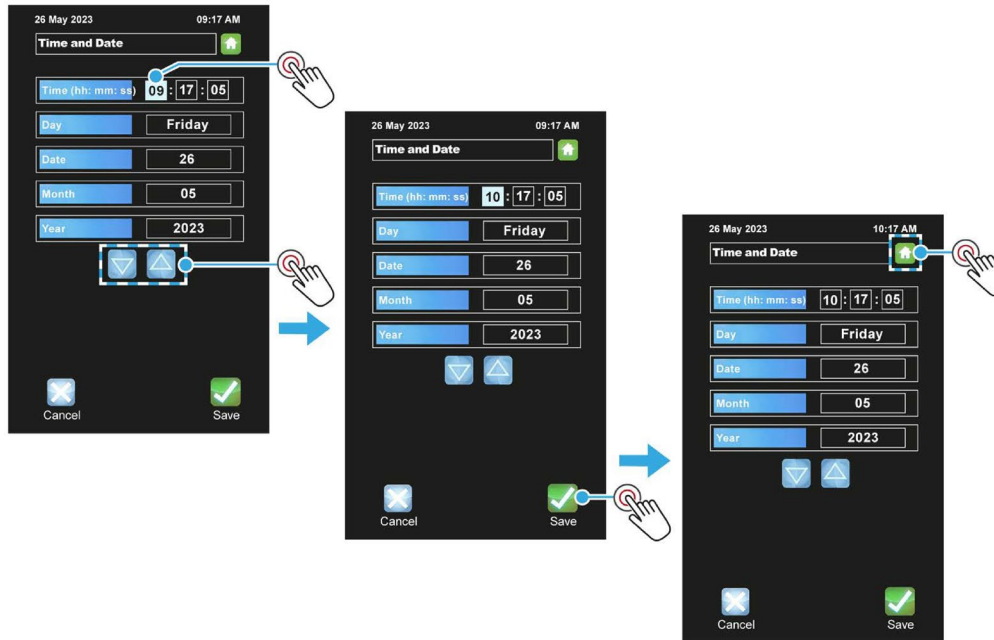 26 May 2023 09:17 AM
Time and Date
Time (hh: mm: ss) 09 : 17 : 05
Day Friday
Date 26
Month 05
Year 2023
Cancel Save
26 May 2023 09:17 AM
Time and Date
Time (hh: mm: ss) 10 : 17 : 05
Day Friday
Date 26
Month 05
Year 2023
Cancel Save
26 May 2023 10:17 AM
Time and Date
Time (hh: mm: ss) 10 : 17 : 05
Day Friday
Date 26
Month 05
Year 2023
Cancel Save